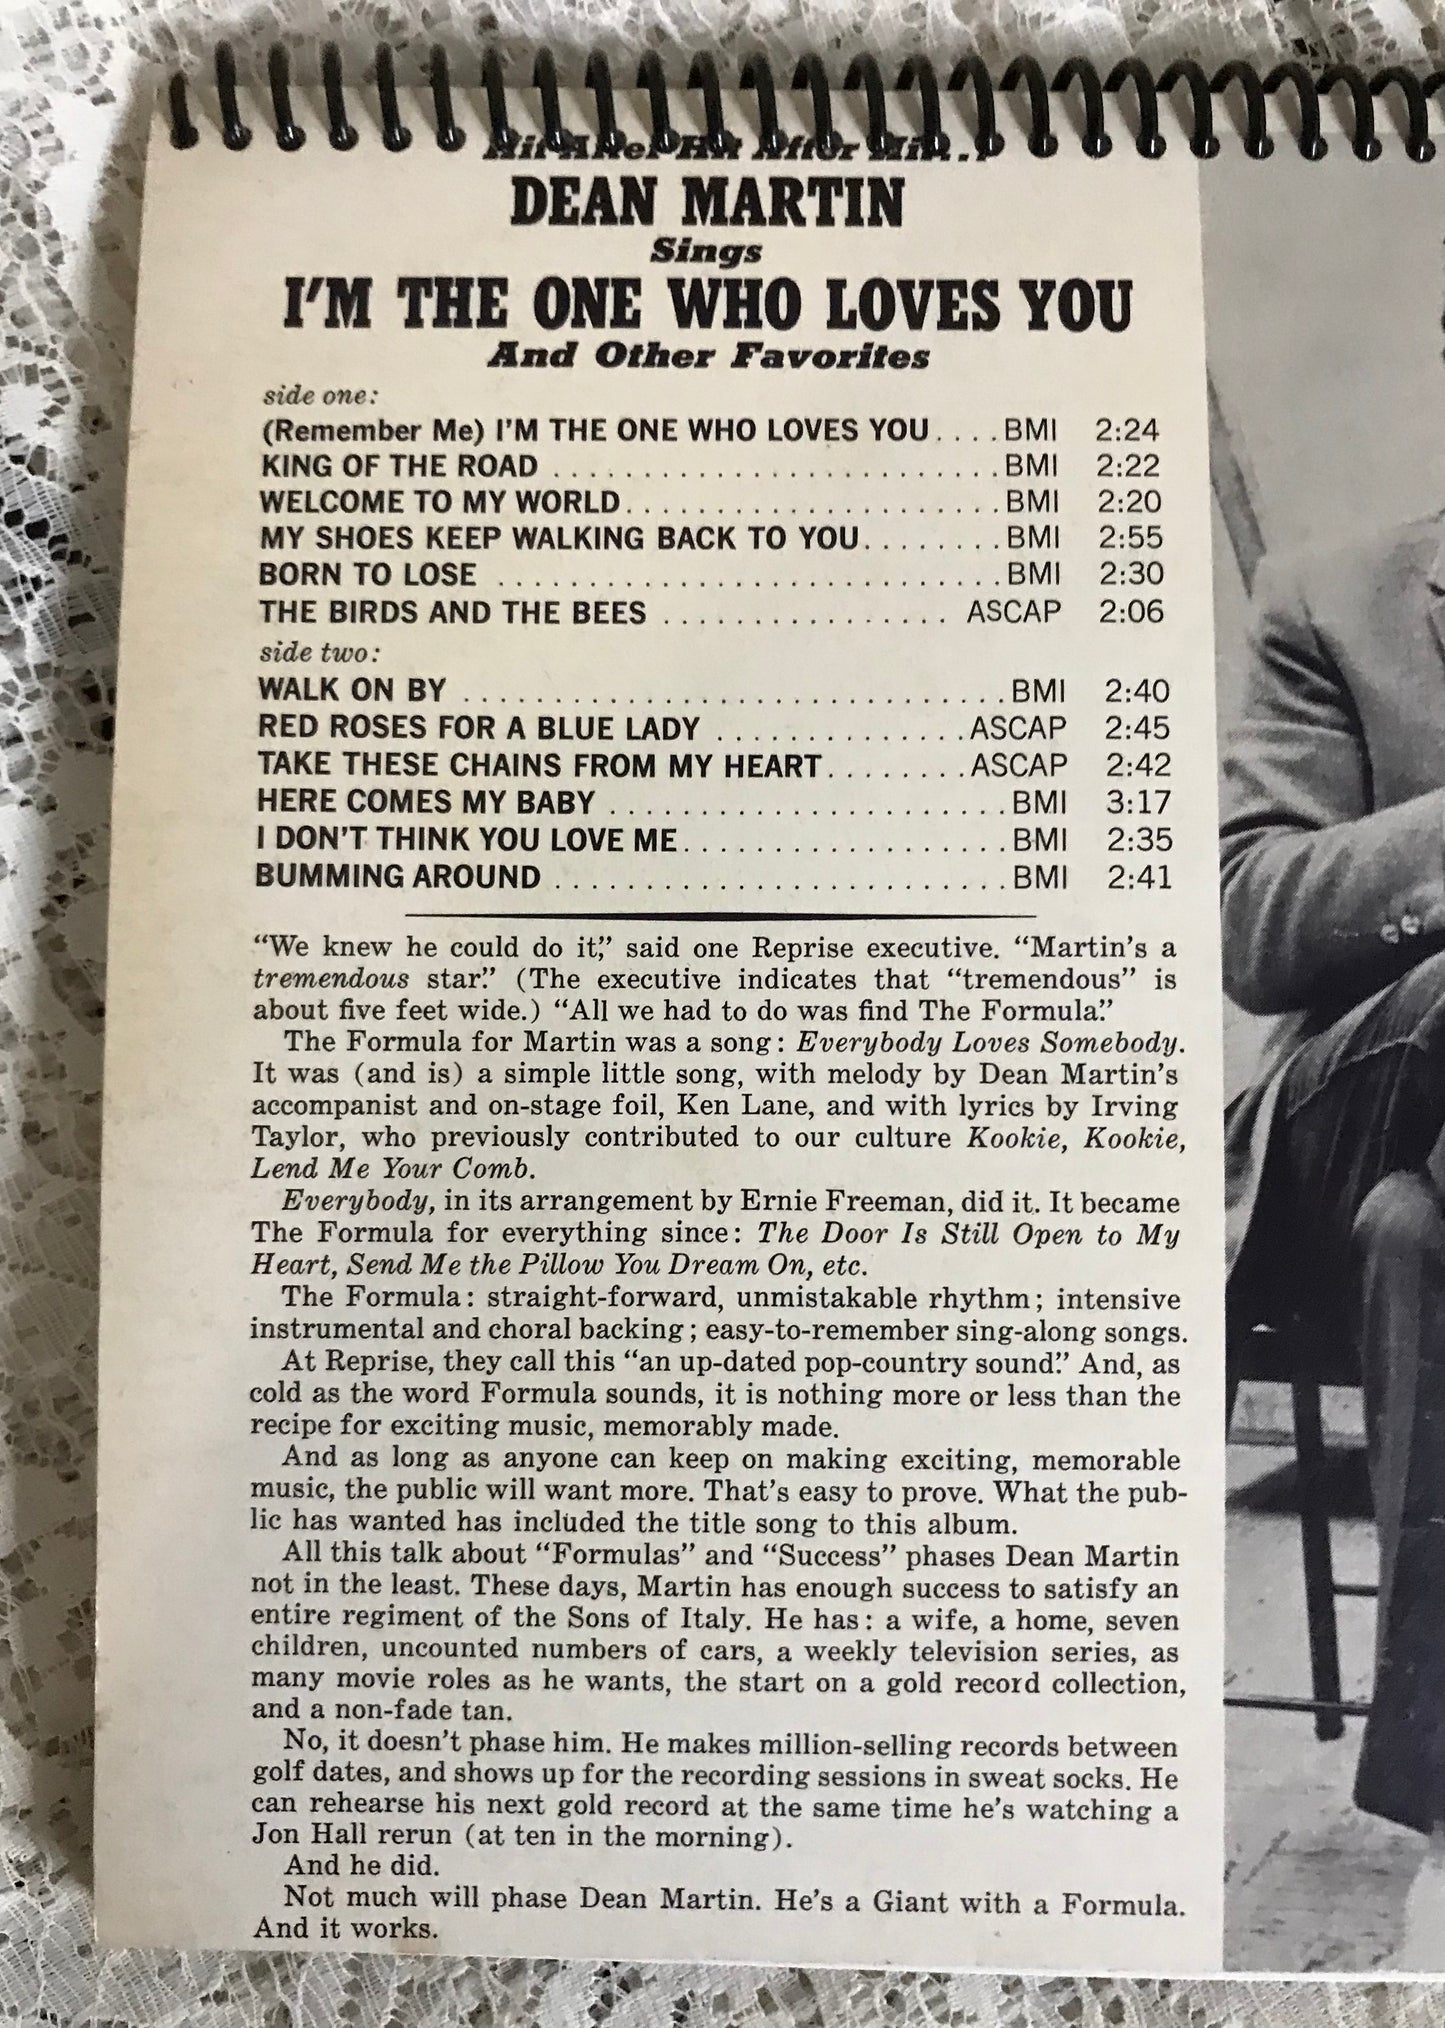 Hit After Hit After Hit...!
DEAN MARTIN
Sings
I'M THE ONE WHO LOVES YOU
And Other Favorites
side one:
(Remember Me) I'M THE ONE WHO LOVES YOU....BMI 2:24
KING OF THE ROAD ....................BMI 2:22
WELCOME TO MY WORLD.................BMI 2:20
MY SHOES KEEP WALKING BACK TO YOU........BMI 2:55
BORN TO LOSE .......................BMI 2:30
THE BIRDS AND THE BEES ................ ASCAP 2:06
side two:
WALK ON BY .........................BMI 2:40
RED ROSES FOR A BLUE LADY ..............ASCAP 2:45
TAKE THESE CHAINS FROM MY HEART........ASCAP 2:42
HERE COMES MY BABY ..................BMI 3:17
I DON'T THINK YOU LOVE ME..................BMI 2:35
BUMMING AROUND .....................BMI 2:41
“We knew he could do it,” said one Reprise executive. “Martin's a
tremendous star.” (The executive indicates that “tremendous” is
about five feet wide.) “All we had to do was find The Formula.”
The Formula for Martin was a song: Everybody Loves Somebody.
It was (and is) a simple little song, with melody by Dean Martin's
accompanist and on-stage foil, Ken Lane, and with lyrics by Irving
Taylor, who previously contributed to our culture Kookie, Kookie,
Lend Me Your Comb.
Everybody, in its arrangement by Ernie Freeman, did it. It became
The Formula for everything since: The Door Is Still Open to My
Heart, Send Me the Pillow You Dream On, etc.
The Formula: straight-forward, unmistakable rhythm; intensive
instrumental and choral backing; easy-to-remember sing-along songs.
At Reprise, they call this “an up-dated pop-country sound.” And, as
cold as the word Formula sounds, it is nothing more or less than the
recipe for exciting music, memorably made.
And as long as anyone can keep on making exciting, memorable
music, the public will want more. That's easy to prove. What the pub-
lic has wanted has included the title song to this album.
All this talk about “Formulas” and “Success” phases Dean Martin
not in the least. These days, Martin has enough success to satisfy an
entire regiment of the Sons of Italy. He has: a wife, a home, seven
children, uncounted numbers of cars, a weekly television series, as
many movie roles as he wants, the start on a gold record collection,
and a non-fade tan.
No, it doesn't phase him. He makes million-selling records between
golf dates, and shows up for the recording sessions in sweat socks. He
can rehearse his next gold record at the same time he's watching a
Jon Hall rerun (at ten in the morning).
And he did.
Not much will phase Dean Martin. He's a Giant with a Formula.
And it works.